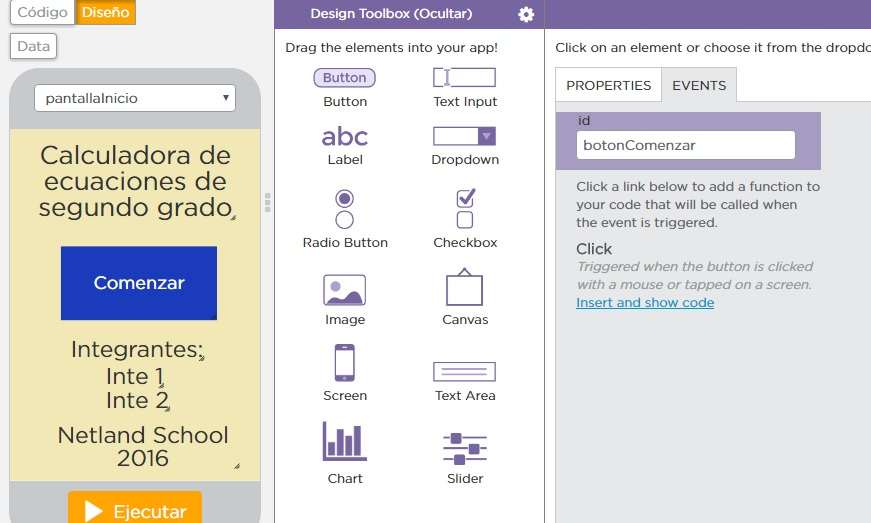 Código Diseño
Data
pantallaInicio
Calculadora de
ecuaciones de
segundo grado
Comenzar
Integrantes:
Inte 1
Inte 2
Netland School
2016
Ejecutar
Design Toolbox (Ocultar)
Drag the elements into your app!
Button
Button
Text Input
abc
Label
Dropdown
Radio Button
Checkbox
Image
Canvas
Screen
Text Area
Chart
Slider
Click on an element or choose it from the dropdo
PROPERTIES EVENTS
id
botonComenzar
Click a link below to add a function to
your code that will be called when
the event is triggered.
Click
Triggered when the button is clicked
with a mouse or tapped on a screen.
Insert and show code